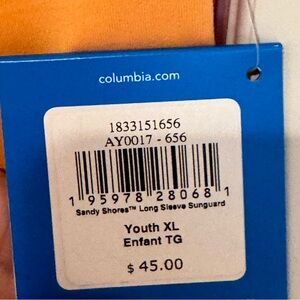 columbia.com
1833151656
AY0017 - 656
1 95978 28068 1
Sandy Shores™ Long Sleeve Sunguard
Youth XL
Enfant TG
$ 45.00